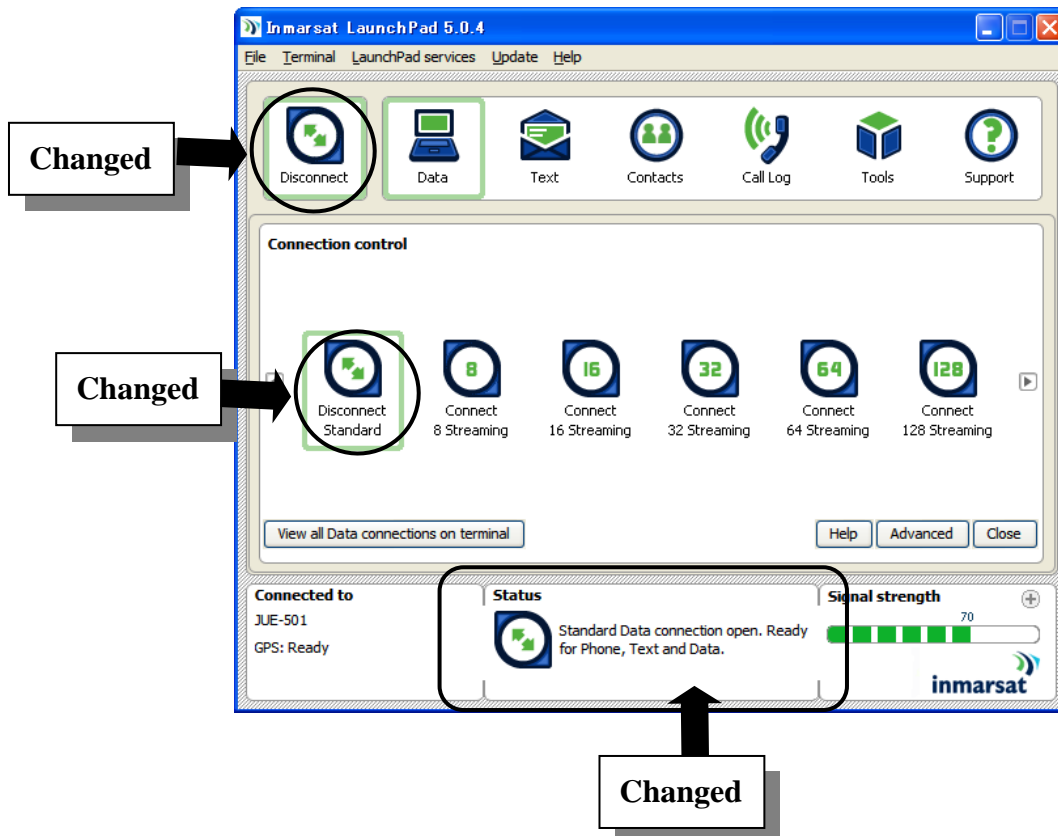 Inmarsat LaunchPad 5.0.4
File Terminal LaunchPad services Update Help
Changed
Disconnect Data Text Contacts Call Log Tools Support
Connection control
Changed
8 16 32 64 128
Disconnect Standard
Connect 8 Streaming
Connect 16 Streaming
Connect 32 Streaming
Connect 64 Streaming
Connect 128 Streaming
View all Data connections on terminal Help Advanced Close
Connected to
JUE-501
GPS: Ready
Status
Standard Data connection open. Ready
for Phone, Text and Data.
Signal strength
70
inmarsat
Changed